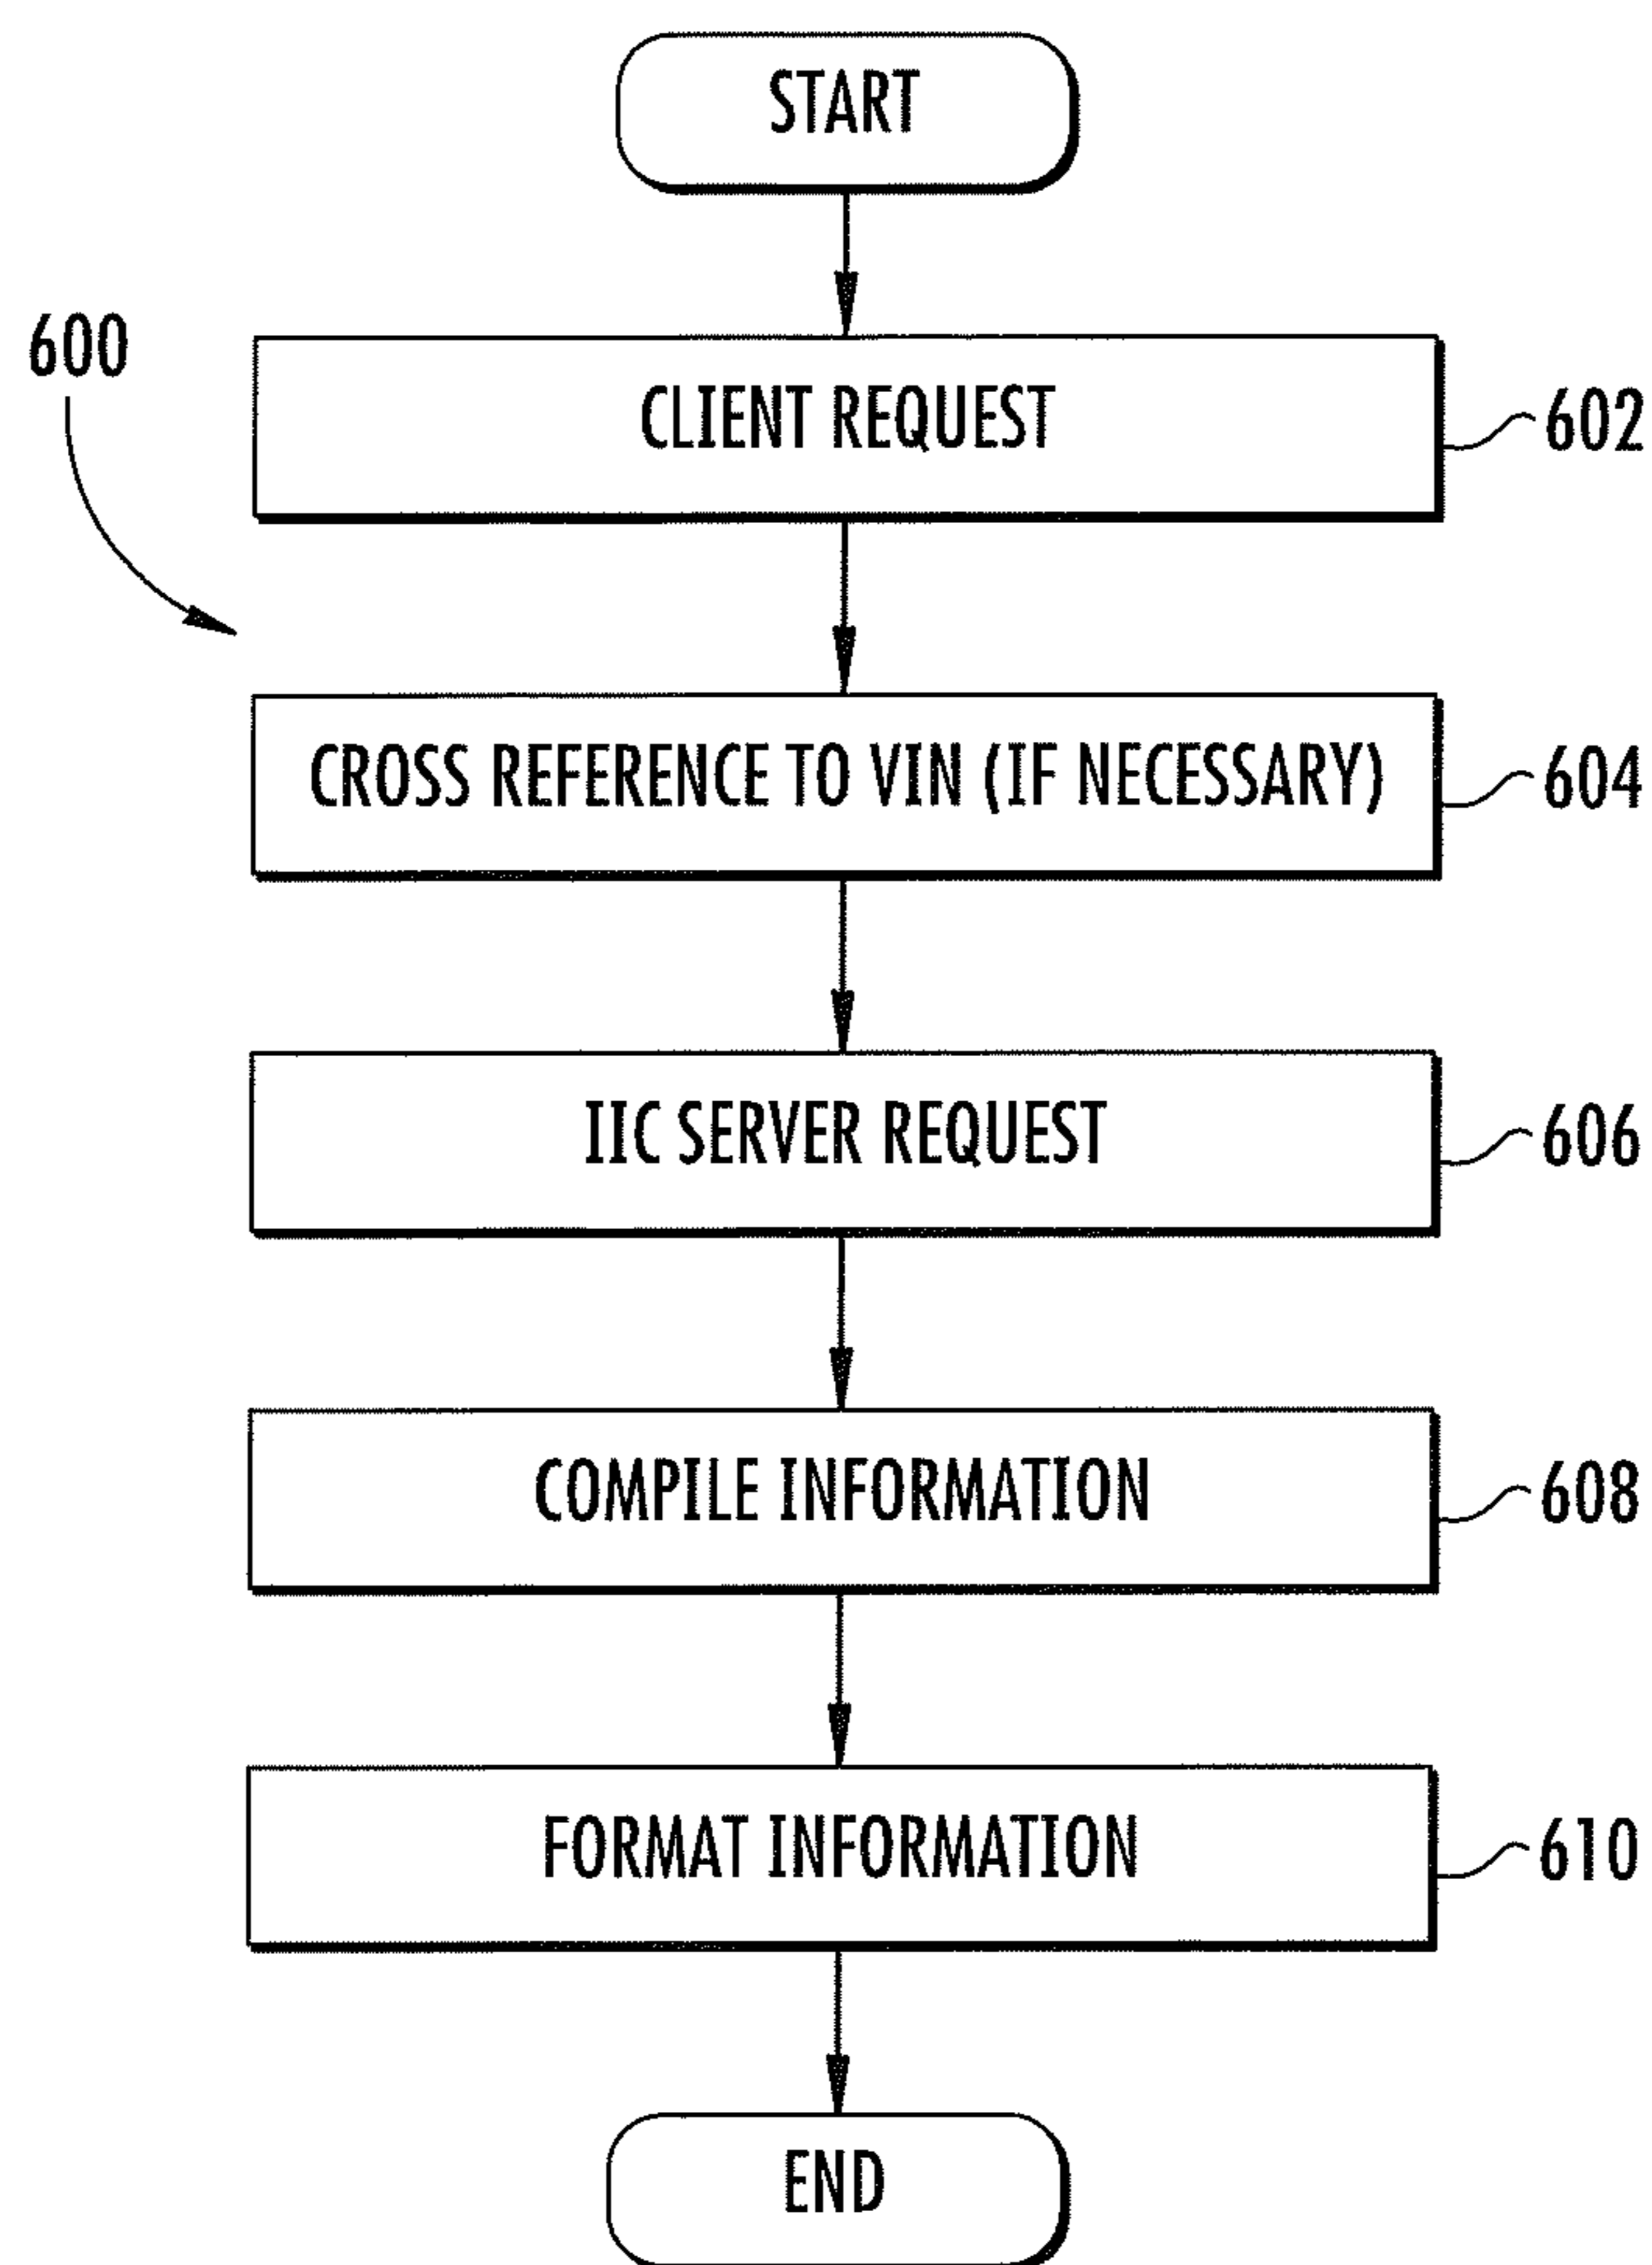 START
600
CLIENT REQUEST
602
CROSS REFERENCE TO VIN (IF NECESSARY)
604
IIC SERVER REQUEST
606
COMPILE INFORMATION
608
FORMAT INFORMATION
610
END